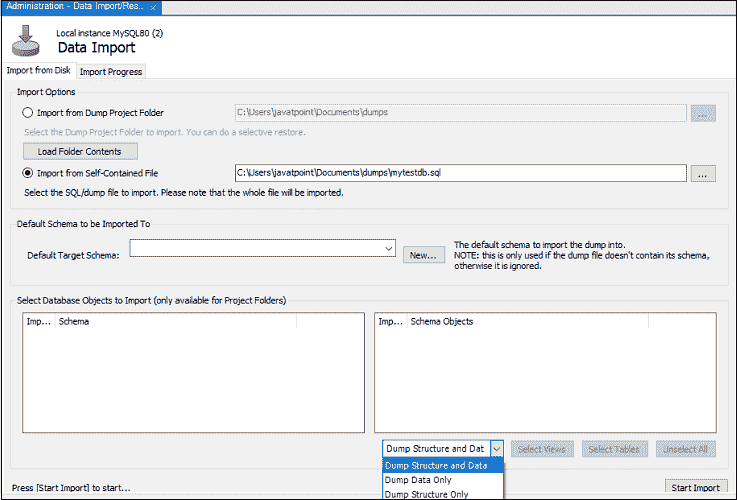 Administration - Data Import/Res..
Local instance MySQL80 (2)
Data Import
Import from Disk
Import Progress
Import Options
Import from Dump Project Folder
C:\Users\javatpoint\Documents\dumps
...
Select the Dump Project Folder to import. You can do a selective restore.
Load Folder Contents
Import from Self-Contained File
C:\Users\javatpoint\Documents\dumps\mytestdb.sql
...
Select the SQL/dump file to import. Please note that the whole file will be imported.
Default Schema to be Imported To
Default Target Schema:
New...
The default schema to import the dump into.
NOTE: this is only used if the dump file doesn't contain its schema,
otherwise it is ignored.
Select Database Objects to Import (only available for Project Folders)
Imp... Schema
Imp... Schema Objects
Dump Structure and Dat
Select Views
Select Tables
Unselect All
Dump Structure and Data
Dump Data Only
Dump Structure Only
Press [Start Import] to start...
Start Import